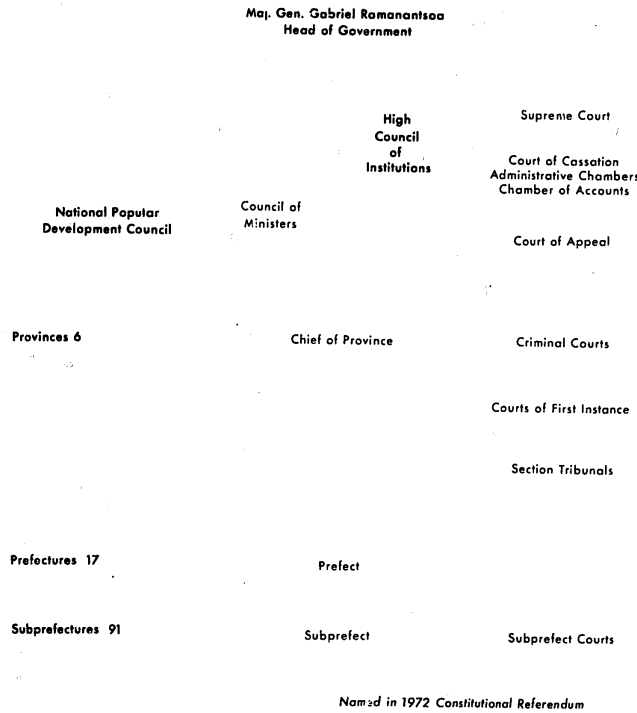 Maj. Gen. Gabriel Ramanantsoa
Head of Government
High
Council
of
Institutions
Supreme Court
Court of Cassation
Administrative Chambers
Chamber of Accounts
National Popular
Development Council
Council of
Ministers
Court of Appeal
Provinces 6
Chief of Province
Criminal Courts
Courts of First Instance
Section Tribunals
Prefectures 17
Prefect
Subprefectures 91
Subprefect
Subprefect Courts
Named in 1972 Constitutional Referendum